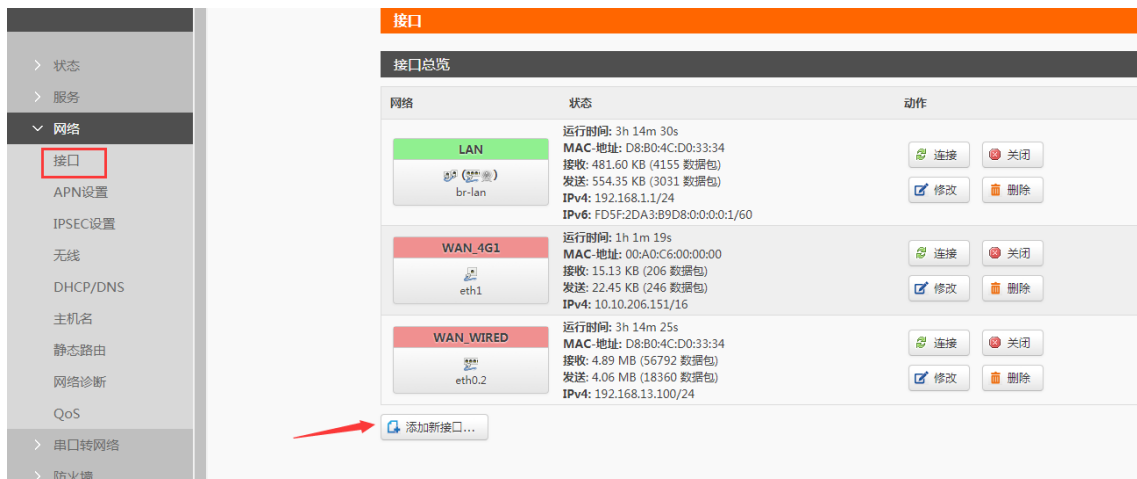 接口
接口总览
状态
服务
网络
接口
APN设置
IPSEC设置
无线
DHCP/DNS
主机名
静态路由
网络诊断
QoS
串口转网络
防火墙
网络 状态 动作
LAN
br-lan
运行时间: 3h 14m 30s
MAC-地址: D8:B0:4C:D0:33:34
接收: 481.60 KB (4155 数据包)
发送: 554.35 KB (3031 数据包)
IPv4: 192.168.1.1/24
IPv6: FD5F:2DA3:B9D8:0:0:0:0:1/60
连接 关闭
修改 删除
WAN_4G1
eth1
运行时间: 1h 1m 19s
MAC-地址: 00:A0:C6:00:00:00
接收: 15.13 KB (206 数据包)
发送: 22.45 KB (246 数据包)
IPv4: 10.10.206.151/16
连接 关闭
修改 删除
WAN_WIRED
eth0.2
运行时间: 3h 14m 25s
MAC-地址: D8:B0:4C:D0:33:34
接收: 4.89 MB (56792 数据包)
发送: 4.06 MB (18360 数据包)
IPv4: 192.168.13.100/24
连接 关闭
修改 删除
添加新接口...